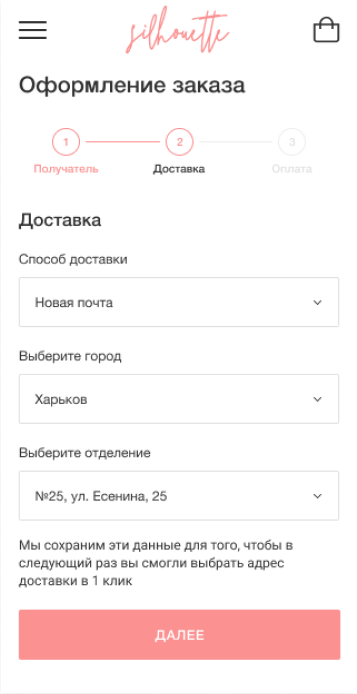 silhouette
Оформление заказа
1
2
3
Получатель
Доставка
Оплата
Доставка
Способ доставки
Новая почта
Выберите город
Харьков
Выберите отделение
№25, ул. Есенина, 25
Мы сохраним эти данные для того, чтобы в
следующий раз вы смогли выбрать адрес
доставки в 1 клик
ДАЛЕЕ